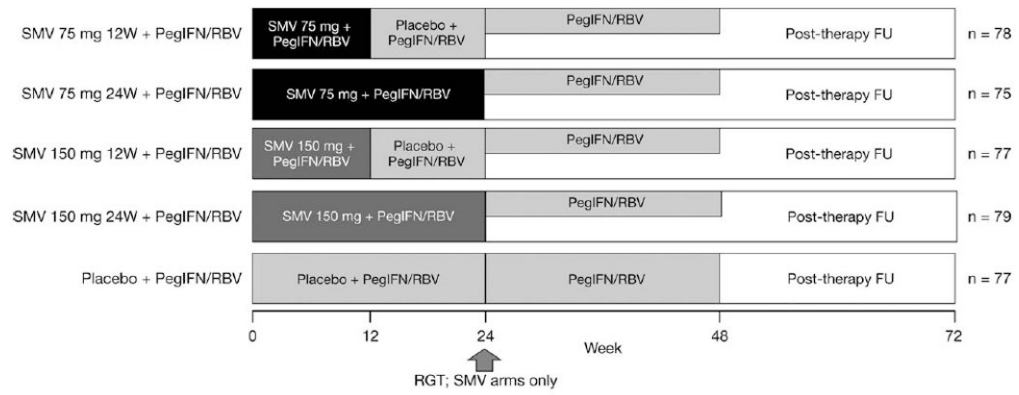 SMV 75 mg 12W + PegIFN/RBV
SMV 75 mg +
PegIFN/RBV
Placebo +
PegIFN/RBV
PegIFN/RBV
Post-therapy FU
n = 78
SMV 75 mg 24W + PegIFN/RBV
SMV 75 mg + PegIFN/RBV
PegIFN/RBV
Post-therapy FU
n = 75
SMV 150 mg 12W + PegIFN/RBV
SMV 150 mg +
PegIFN/RBV
Placebo +
PegIFN/RBV
PegIFN/RBV
Post-therapy FU
n = 77
SMV 150 mg 24W + PegIFN/RBV
SMV 150 mg + PegIFN/RBV
PegIFN/RBV
Post-therapy FU
n = 79
Placebo + PegIFN/RBV
Placebo + PegIFN/RBV
PegIFN/RBV
Post-therapy FU
n = 77
0 12 24 48 72
Week
RGT; SMV arms only